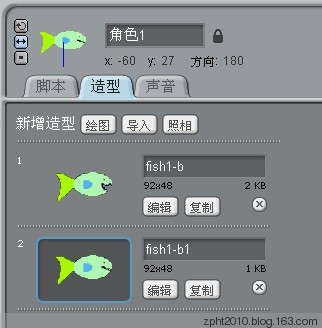 角色1
x: -60 y: 27 方向: 180
脚本 造型 声音
新增造型 绘图 导入 照相
1
fish1-b
92x48 2 KB
编辑 复制
2
fish1-b1
92x48 1 KB
编辑 复制
zpht2010.blog.163.com